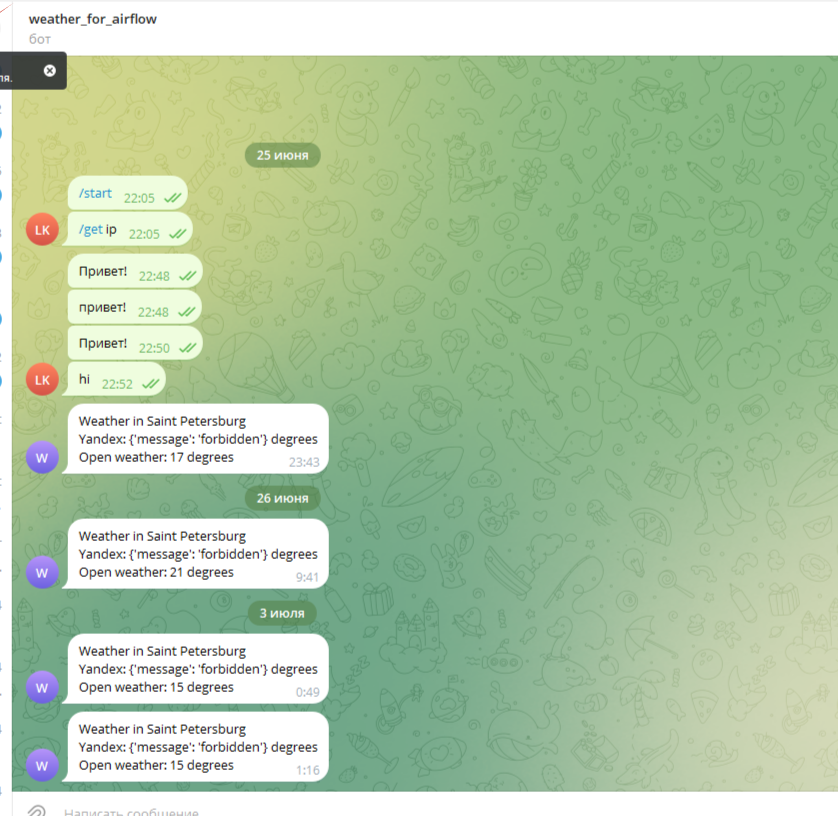 weather_for_airflow
бот
ля.
25 июня
/start 22:05
/get ip 22:05
LK
Привет! 22:48
привет! 22:48
Привет! 22:50
hi 22:52
LK
Weather in Saint Petersburg
Yandex: {'message': 'forbidden'} degrees
Open weather: 17 degrees
23:43
W
26 июня
Weather in Saint Petersburg
Yandex: {'message': 'forbidden'} degrees
Open weather: 21 degrees
9:41
W
3 июля
Weather in Saint Petersburg
Yandex: {'message': 'forbidden'} degrees
Open weather: 15 degrees
0:49
W
Weather in Saint Petersburg
Yandex: {'message': 'forbidden'} degrees
Open weather: 15 degrees
1:16
W
Написать сообщение